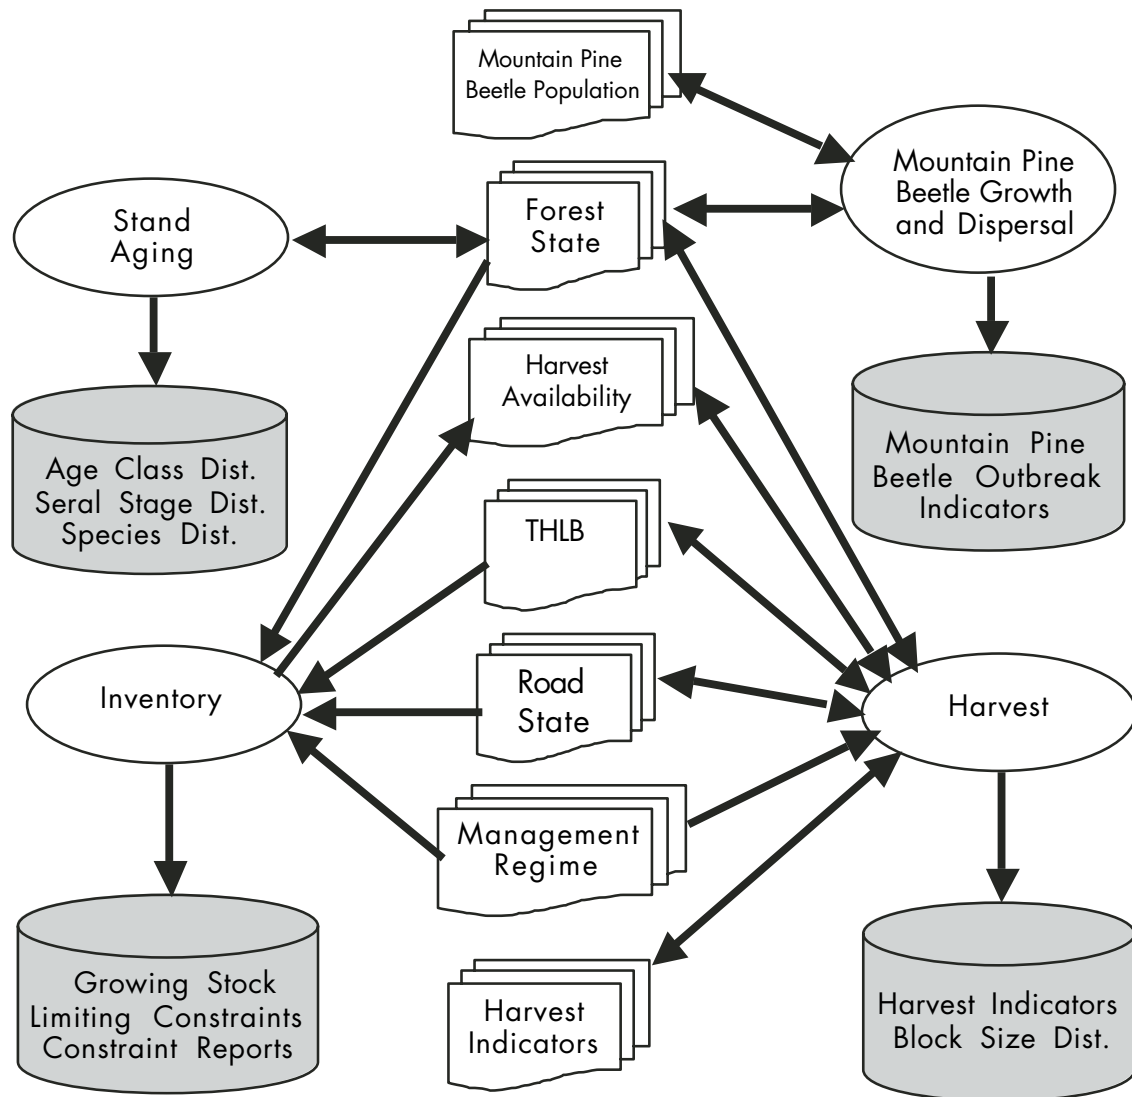 Mountain Pine
Beetle Population
Mountain Pine
Beetle Growth
and Dispersal
Forest
State
Stand
Aging
Harvest
Availability
Age Class Dist.
Seral Stage Dist.
Species Dist.
Mountain Pine
Beetle Outbreak
Indicators
THLB
Road
State
Inventory
Harvest
Management
Regime
Growing Stock
Limiting Constraints
Constraint Reports
Harvest
Indicators
Harvest Indicators
Block Size Dist.